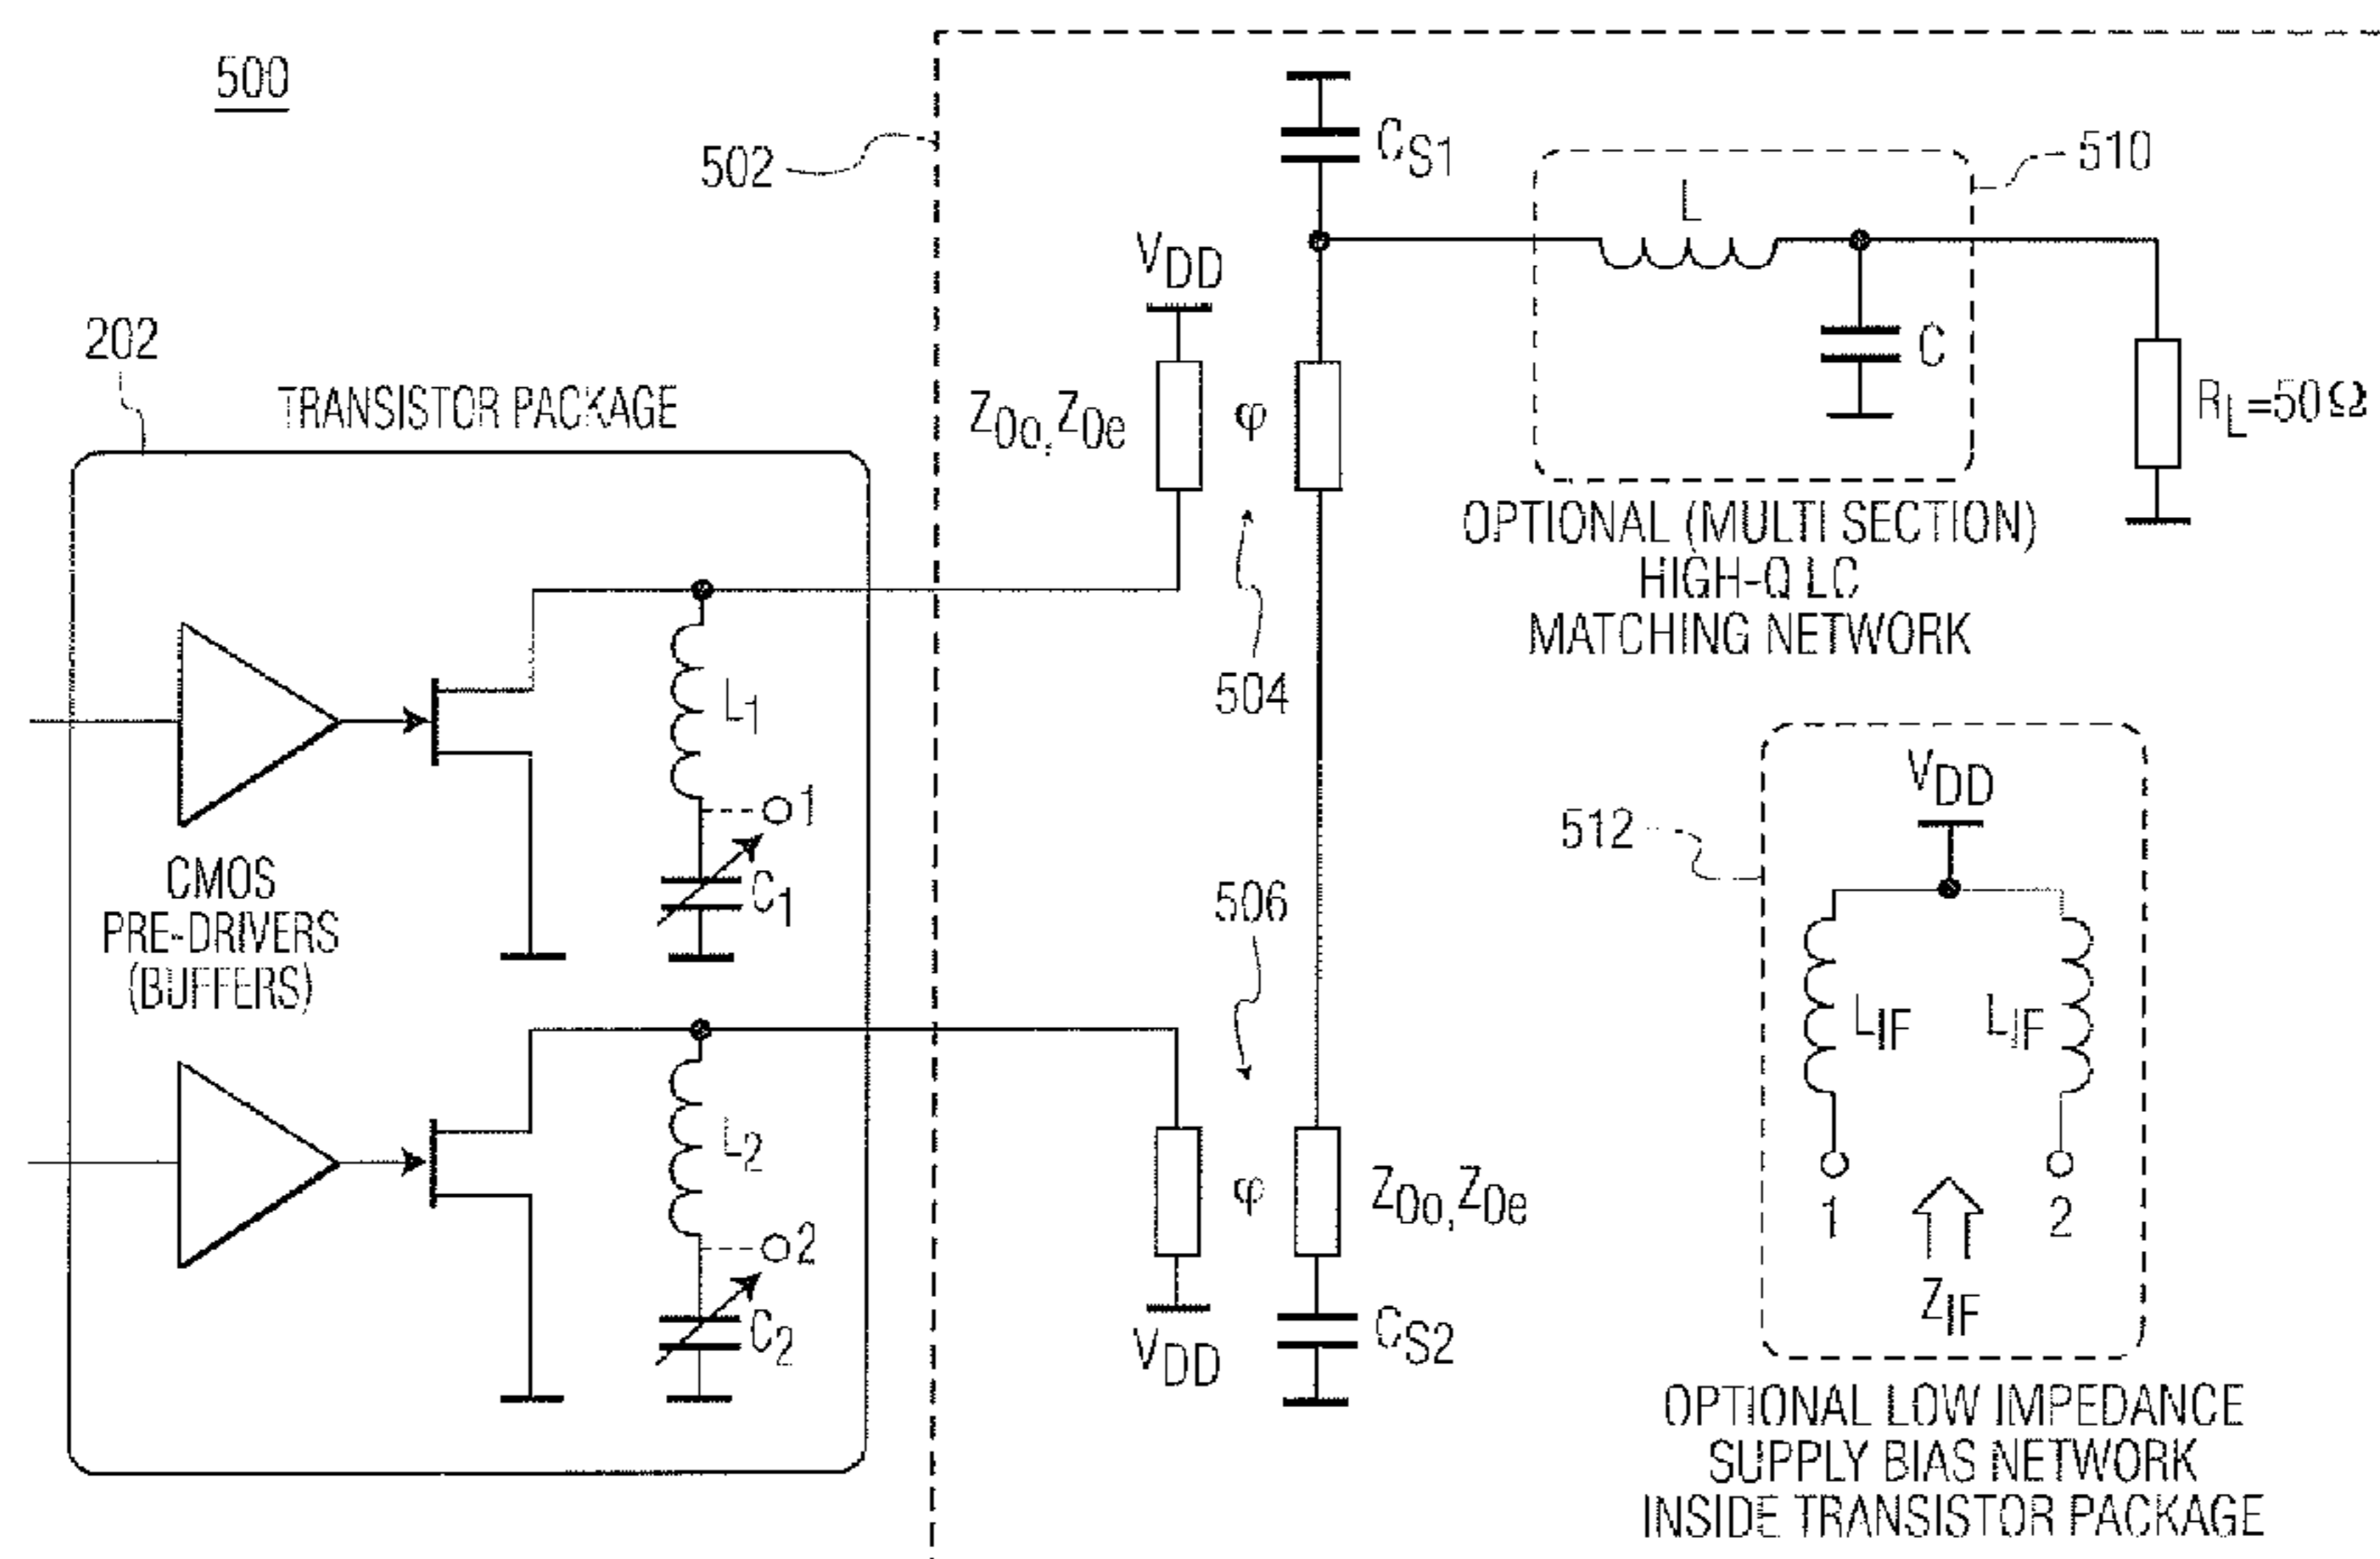 500
502
202
TRANSISTOR PACKAGE
CMOS
PRE-DRIVERS
(BUFFERS)
L1
1
C1
L2
2
C2
VDD
Z0o,Z0e
φ
CS1
504
506
φ
Z0o,Z0e
VDD
CS2
L
C
510
RL=50Ω
OPTIONAL (MULTI SECTION)
HIGH-Q LC
MATCHING NETWORK
512
VDD
LIF
LIF
1
2
ZIF
OPTIONAL LOW IMPEDANCE
SUPPLY BIAS NETWORK
INSIDE TRANSISTOR PACKAGE